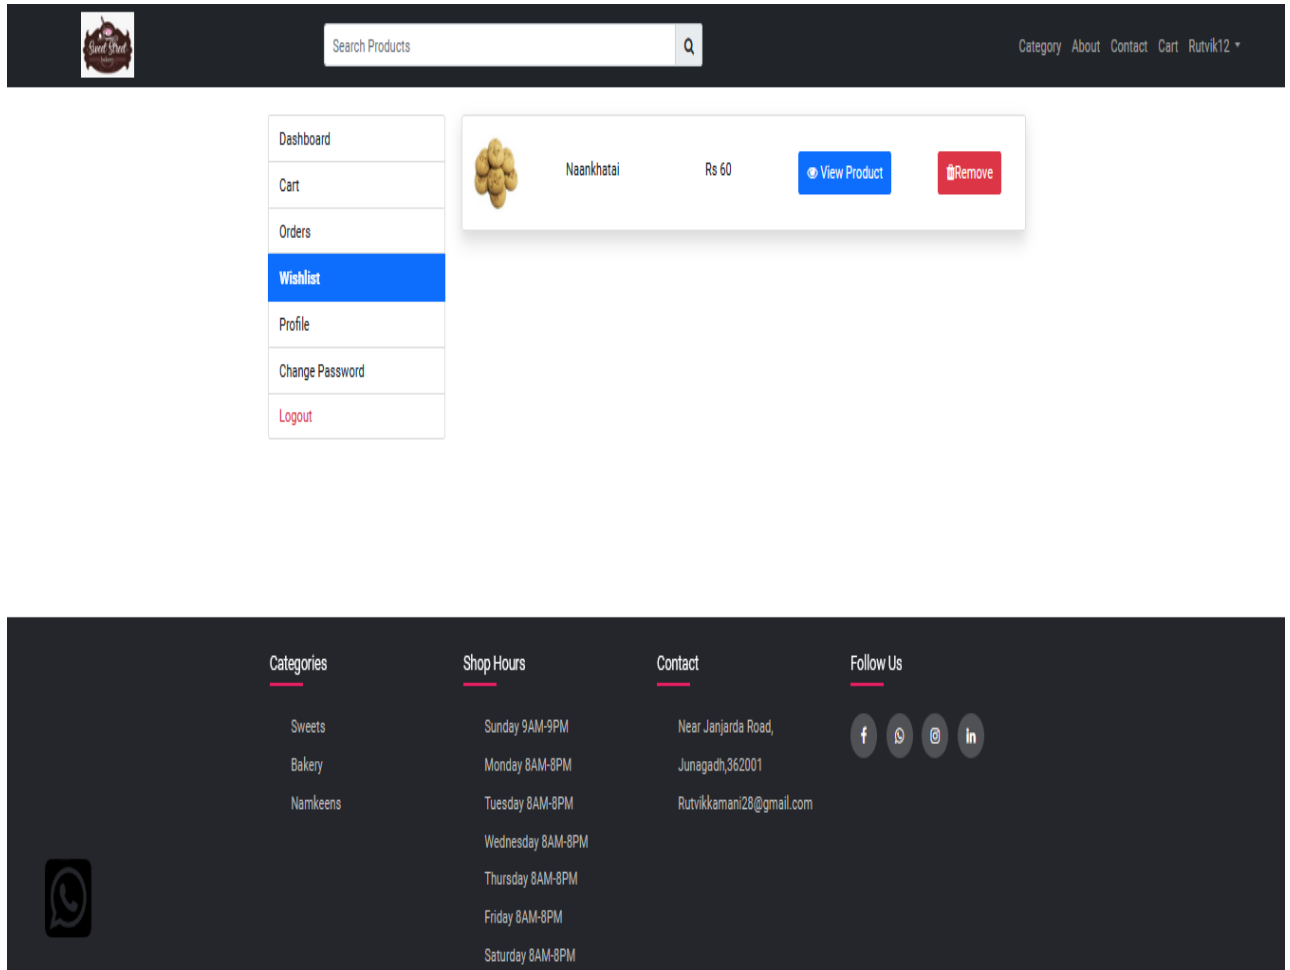 Sweet Street
bakery
Search Products
Category About Contact Cart Rutvik12
Dashboard
Cart
Orders
Wishlist
Profile
Change Password
Logout
Naankhatai
Rs 60
View Product
Remove
Categories
Sweets
Bakery
Namkeens
Shop Hours
Sunday 9AM-9PM
Monday 8AM-8PM
Tuesday 8AM-8PM
Wednesday 8AM-8PM
Thursday 8AM-8PM
Friday 8AM-8PM
Saturday 8AM-8PM
Contact
Near Janjarda Road,
Junagadh,362001
Rutvikkamani28@gmail.com
Follow Us